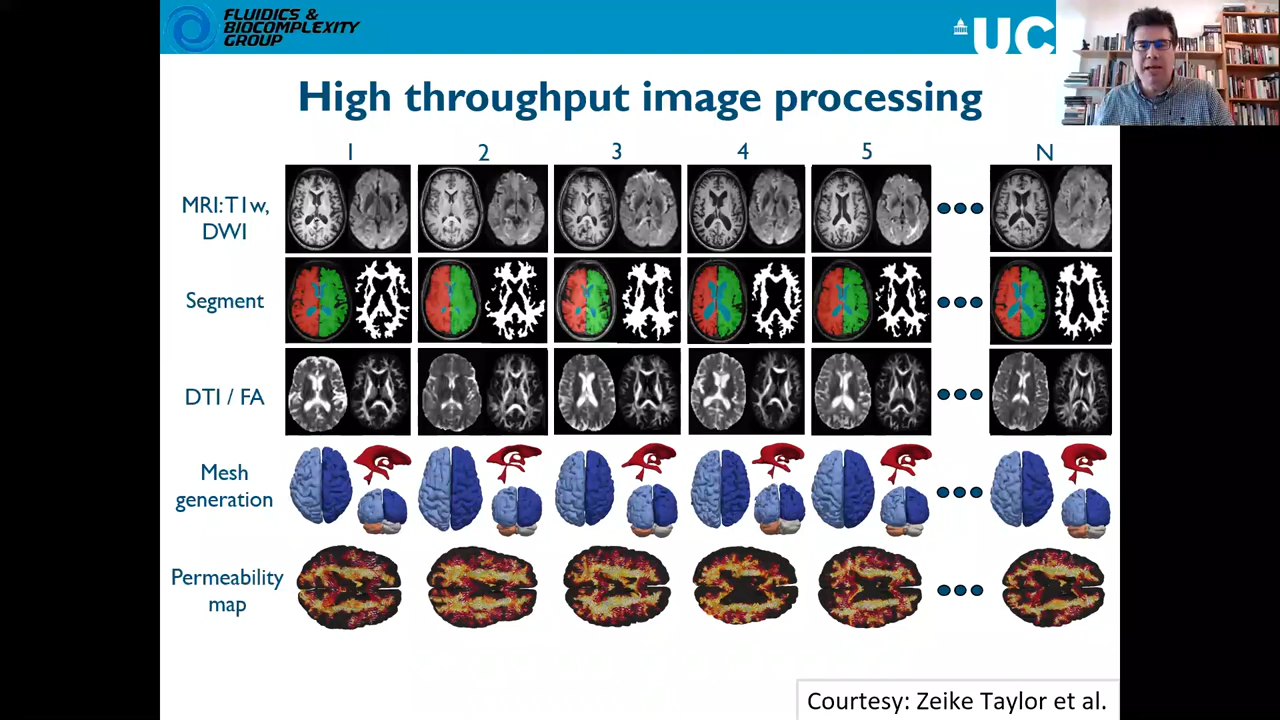 FLUIDICS &
BIOCOMPLEXITY
GROUP
UC
High throughput image processing
1 2 3 4 5 N
MRI:T1w,
DWI
Segment
DTI / FA
Mesh
generation
Permeability
map
Courtesy: Zeike Taylor et al.